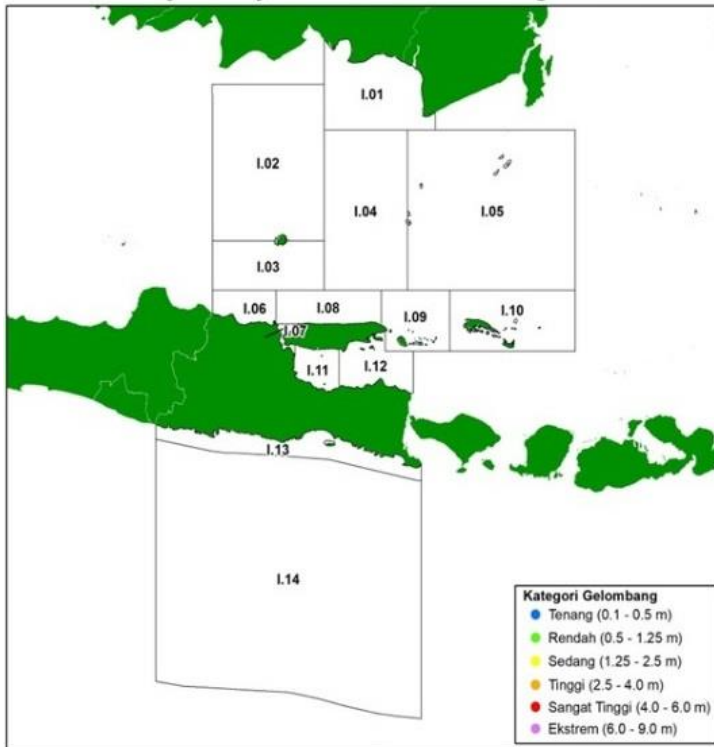 I.01
I.02
I.04
I.05
I.03
I.06
I.08
I.09
I.10
I.07
I.11
I.12
I.13
I.14
Kategori Gelombang
Tenang (0.1 - 0.5 m)
Rendah (0.5 - 1.25 m)
Sedang (1.25 - 2.5 m)
Tinggi (2.5 - 4.0 m)
Sangat Tinggi (4.0 - 6.0 m)
Ekstrem (6.0 - 9.0 m)